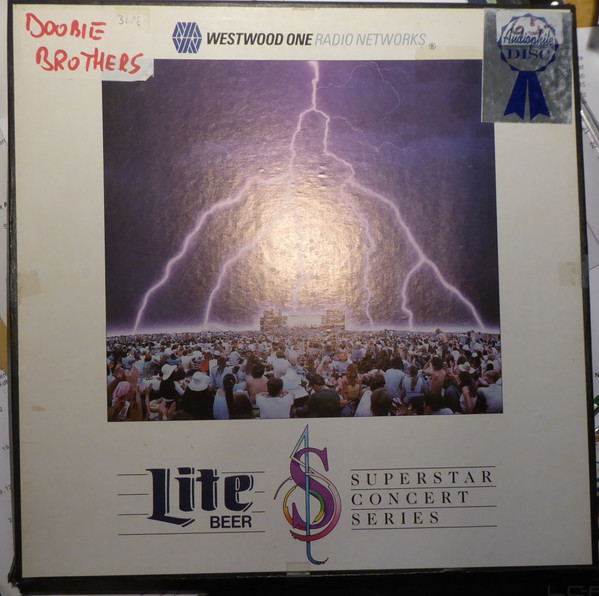 DOOBIE
BROTHERS
WESTWOOD ONE RADIO NETWORKS ®
Audiophile
DISC
Lite
BEER
S
SUPERSTAR
CONCERT
SERIES